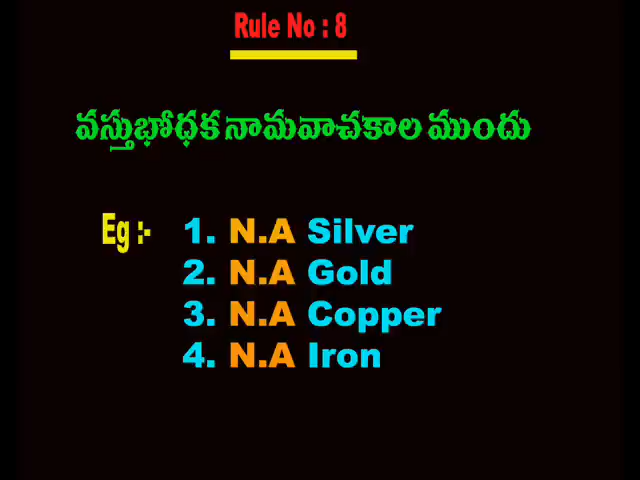 Rule No : 8
వస్తుభోధక నామవాచకాల ముందు
Eg :- 1. N.A Silver
2. N.A Gold
3. N.A Copper
4. N.A Iron